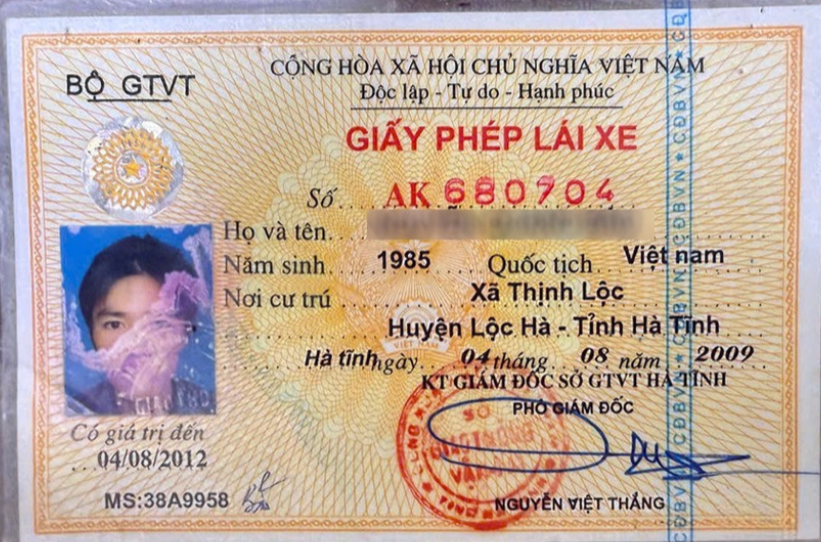 BỘ GTVT
CỘNG HÒA XÃ HỘI CHỦ NGHĨA VIỆT NAM
Độc lập - Tự do - Hạnh phúc
GIẤY PHÉP LÁI XE
Số AK 680704
Họ và tên
Năm sinh 1985 Quốc tịch Việt nam
Nơi cư trú Xã Thịnh Lộc
Huyện Lộc Hà - Tỉnh Hà Tĩnh
Hà tĩnh ngày 04 tháng 08 năm 2009
KT GIÁM ĐỐC SỞ GTVT HÀ TĨNH
PHÓ GIÁM ĐỐC
Có giá trị đến
04/08/2012
MS:38A9958
NGUYỄN VIỆT THẮNG
CĐBVN ★ CĐBVN ★ CĐBVN